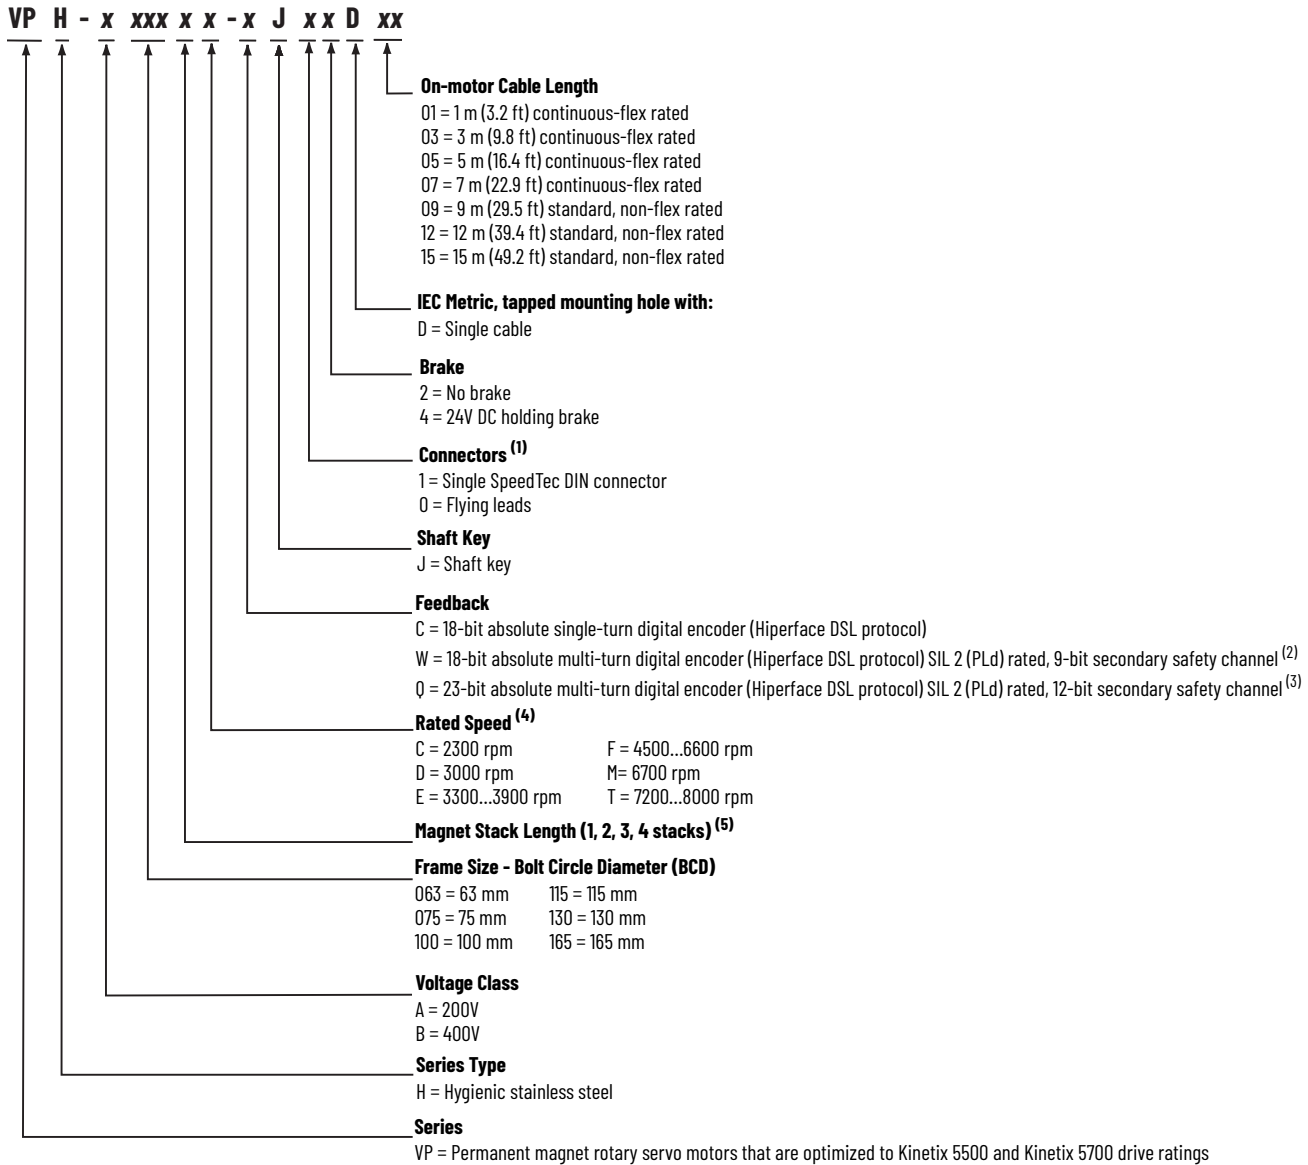 VP H - x xxx x x - x J x x D xx
On-motor Cable Length
01 = 1 m (3.2 ft) continuous-flex rated
03 = 3 m (9.8 ft) continuous-flex rated
05 = 5 m (16.4 ft) continuous-flex rated
07 = 7 m (22.9 ft) continuous-flex rated
09 = 9 m (29.5 ft) standard, non-flex rated
12 = 12 m (39.4 ft) standard, non-flex rated
15 = 15 m (49.2 ft) standard, non-flex rated
IEC Metric, tapped mounting hole with:
D = Single cable
Brake
2 = No brake
4 = 24V DC holding brake
Connectors (1)
1 = Single SpeedTec DIN connector
0 = Flying leads
Shaft Key
J = Shaft key
Feedback
C = 18-bit absolute single-turn digital encoder (Hiperface DSL protocol)
W = 18-bit absolute multi-turn digital encoder (Hiperface DSL protocol) SIL 2 (PLd) rated, 9-bit secondary safety channel (2)
Q = 23-bit absolute multi-turn digital encoder (Hiperface DSL protocol) SIL 2 (PLd) rated, 12-bit secondary safety channel (3)
Rated Speed (4)
C = 2300 rpm F = 4500...6600 rpm
D = 3000 rpm M= 6700 rpm
E = 3300...3900 rpm T = 7200...8000 rpm
Magnet Stack Length (1, 2, 3, 4 stacks) (5)
Frame Size - Bolt Circle Diameter (BCD)
063 = 63 mm 115 = 115 mm
075 = 75 mm 130 = 130 mm
100 = 100 mm 165 = 165 mm
Voltage Class
A = 200V
B = 400V
Series Type
H = Hygienic stainless steel
Series
VP = Permanent magnet rotary servo motors that are optimized to Kinetix 5500 and Kinetix 5700 drive ratings